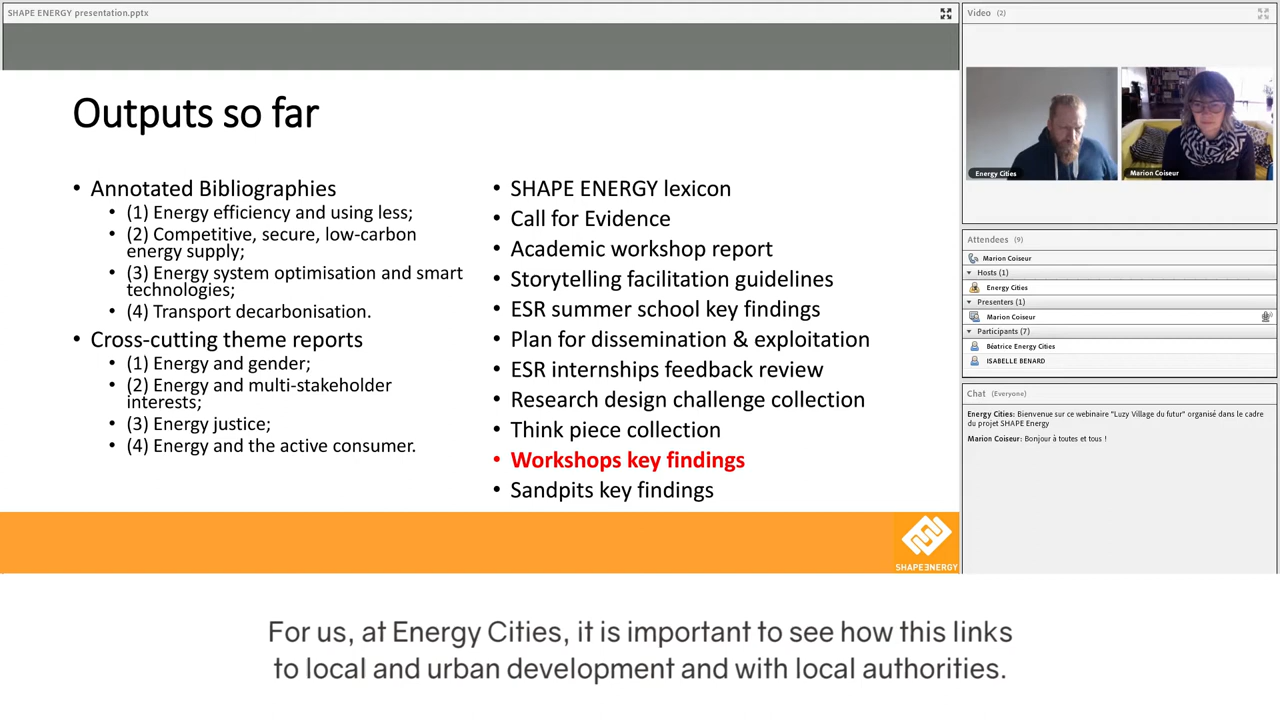 SHAPE ENERGY presentation.pptx
Outputs so far
• Annotated Bibliographies
• (1) Energy efficiency and using less;
• (2) Competitive, secure, low-carbon
energy supply;
• (3) Energy system optimisation and smart
technologies;
• (4) Transport decarbonisation.
• Cross-cutting theme reports
• (1) Energy and gender;
• (2) Energy and multi-stakeholder
interests;
• (3) Energy justice;
• (4) Energy and the active consumer.
• SHAPE ENERGY lexicon
• Call for Evidence
• Academic workshop report
• Storytelling facilitation guidelines
• ESR summer school key findings
• Plan for dissemination & exploitation
• ESR internships feedback review
• Research design challenge collection
• Think piece collection
• Workshops key findings
• Sandpits key findings
SHAPEƎNERGY
Video (2)
Energy Cities
Marion Coiseur
Attendees (9)
Marion Coiseur
Hosts (1)
Energy Cities
Presenters (1)
Marion Coiseur
Participants (7)
Béatrice Energy Cities
ISABELLE BENARD
Chat (Everyone)
Energy Cities: Bienvenue sur ce webinaire "Luzy Village du futur" organisé dans le cadre
du projet SHAPE Energy
Marion Coiseur: Bonjour à toutes et tous !
For us, at Energy Cities, it is important to see how this links
to local and urban development and with local authorities.